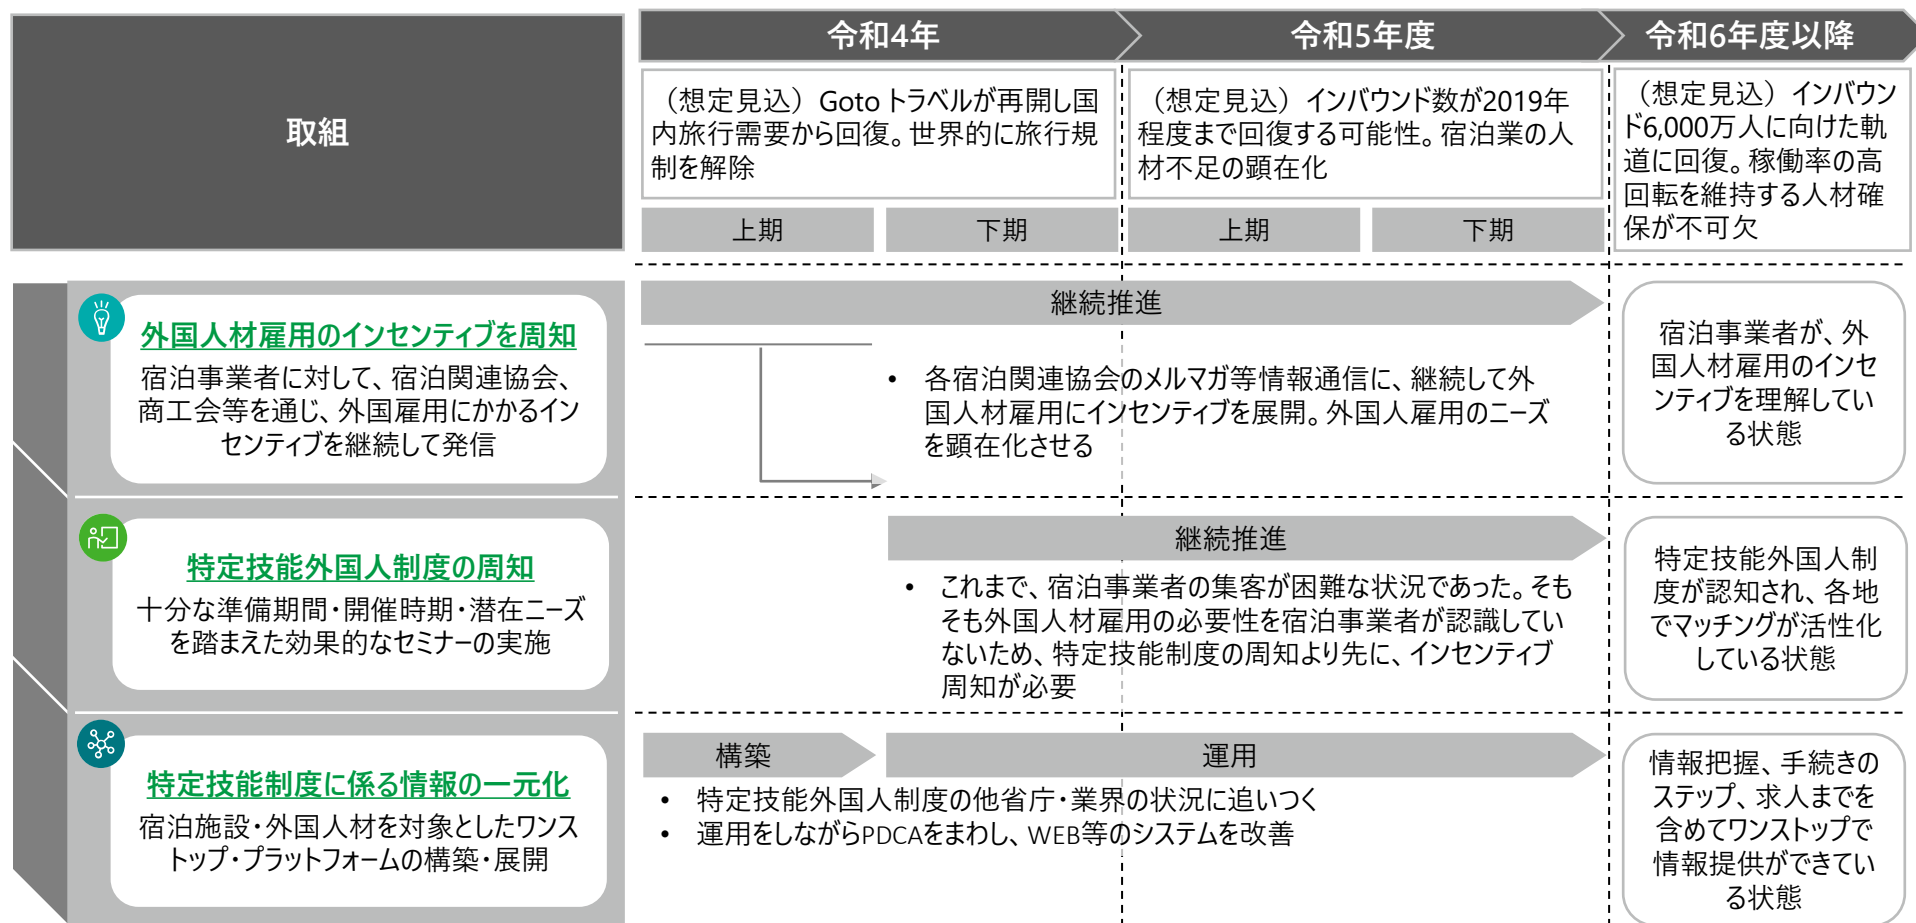 取組
令和4年
令和5年度
令和6年度以降
（想定見込）Goto トラベルが再開し国
内旅行需要から回復。世界的に旅行規
制を解除
（想定見込）インバウンド数が2019年
程度まで回復する可能性。宿泊業の人
材不足の顕在化
（想定見込）インバウン
ド6,000万人に向けた軌
道に回復。稼働率の高
回転を維持する人材確
保が不可欠
上期
下期
上期
下期
外国人材雇用のインセンティブを周知
宿泊事業者に対して、宿泊関連協会、
商工会等を通じ、外国雇用にかかるイン
センティブを継続して発信
継続推進
• 各宿泊関連協会のメルマガ等情報通信に、継続して外
国人材雇用にインセンティブを展開。外国人雇用のニーズ
を顕在化させる
宿泊事業者が、外
国人材雇用のインセ
ンティブを理解してい
る状態
特定技能外国人制度の周知
十分な準備期間・開催時期・潜在ニーズ
を踏まえた効果的なセミナーの実施
継続推進
• これまで、宿泊事業者の集客が困難な状況であった。そも
そも外国人材雇用の必要性を宿泊事業者が認識してい
ないため、特定技能制度の周知より先に、インセンティブ
周知が必要
特定技能外国人制
度が認知され、各地
でマッチングが活性化
している状態
特定技能制度に係る情報の一元化
宿泊施設・外国人材を対象としたワンス
トップ・プラットフォームの構築・展開
構築
運用
• 特定技能外国人制度の他省庁・業界の状況に追いつく
• 運用をしながらPDCAをまわし、WEB等のシステムを改善
情報把握、手続きの
ステップ、求人までを
含めてワンストップで
情報提供ができてい
る状態